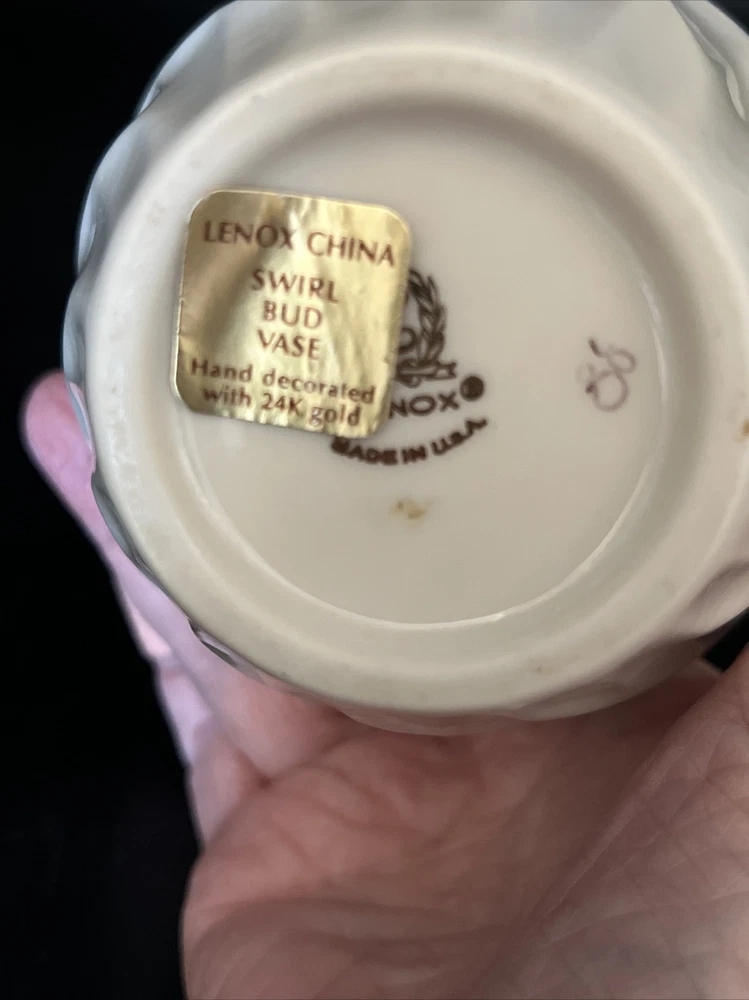 LENOX CHINA
SWIRL
BUD
VASE
Hand decorated
with 24K gold
NOX®
MADE IN U.S.A.